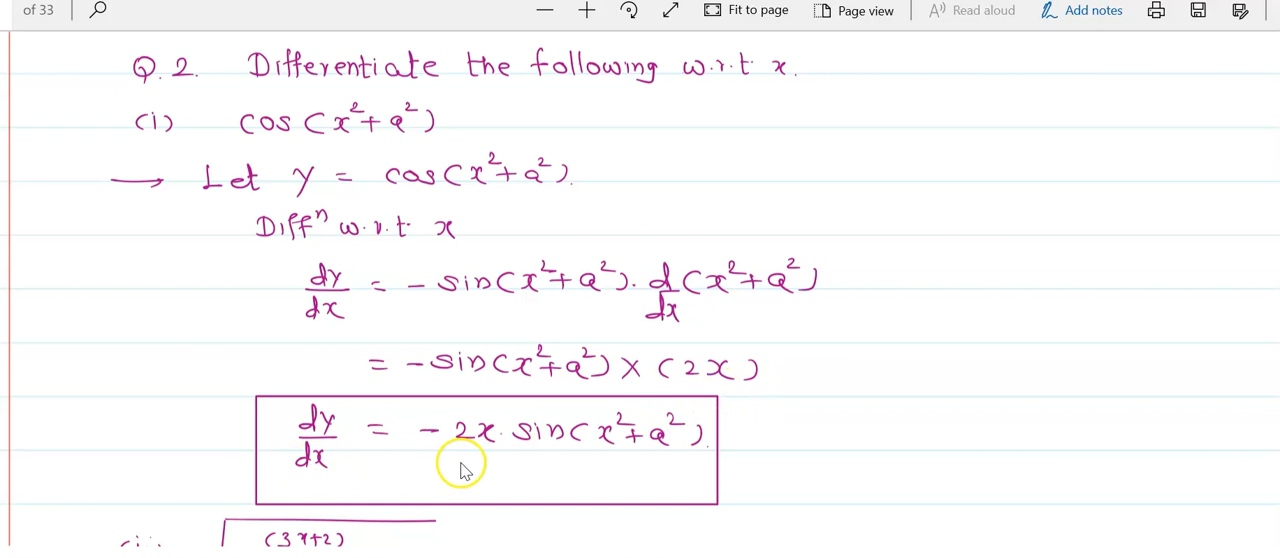 of 33 Fit to page Page view Read aloud Add notes
Q.2. Differentiate the following w.r.t x.
(i) cos(x²+a²)
→ Let y = cos(x²+a²).
Diffⁿ w.r.t. x
dy/dx = - sin(x²+a²). d/dx (x²+a²)
= -sin(x²+a²) × (2x)
dy/dx = - 2x. sin(x²+a²).
(3x+2)